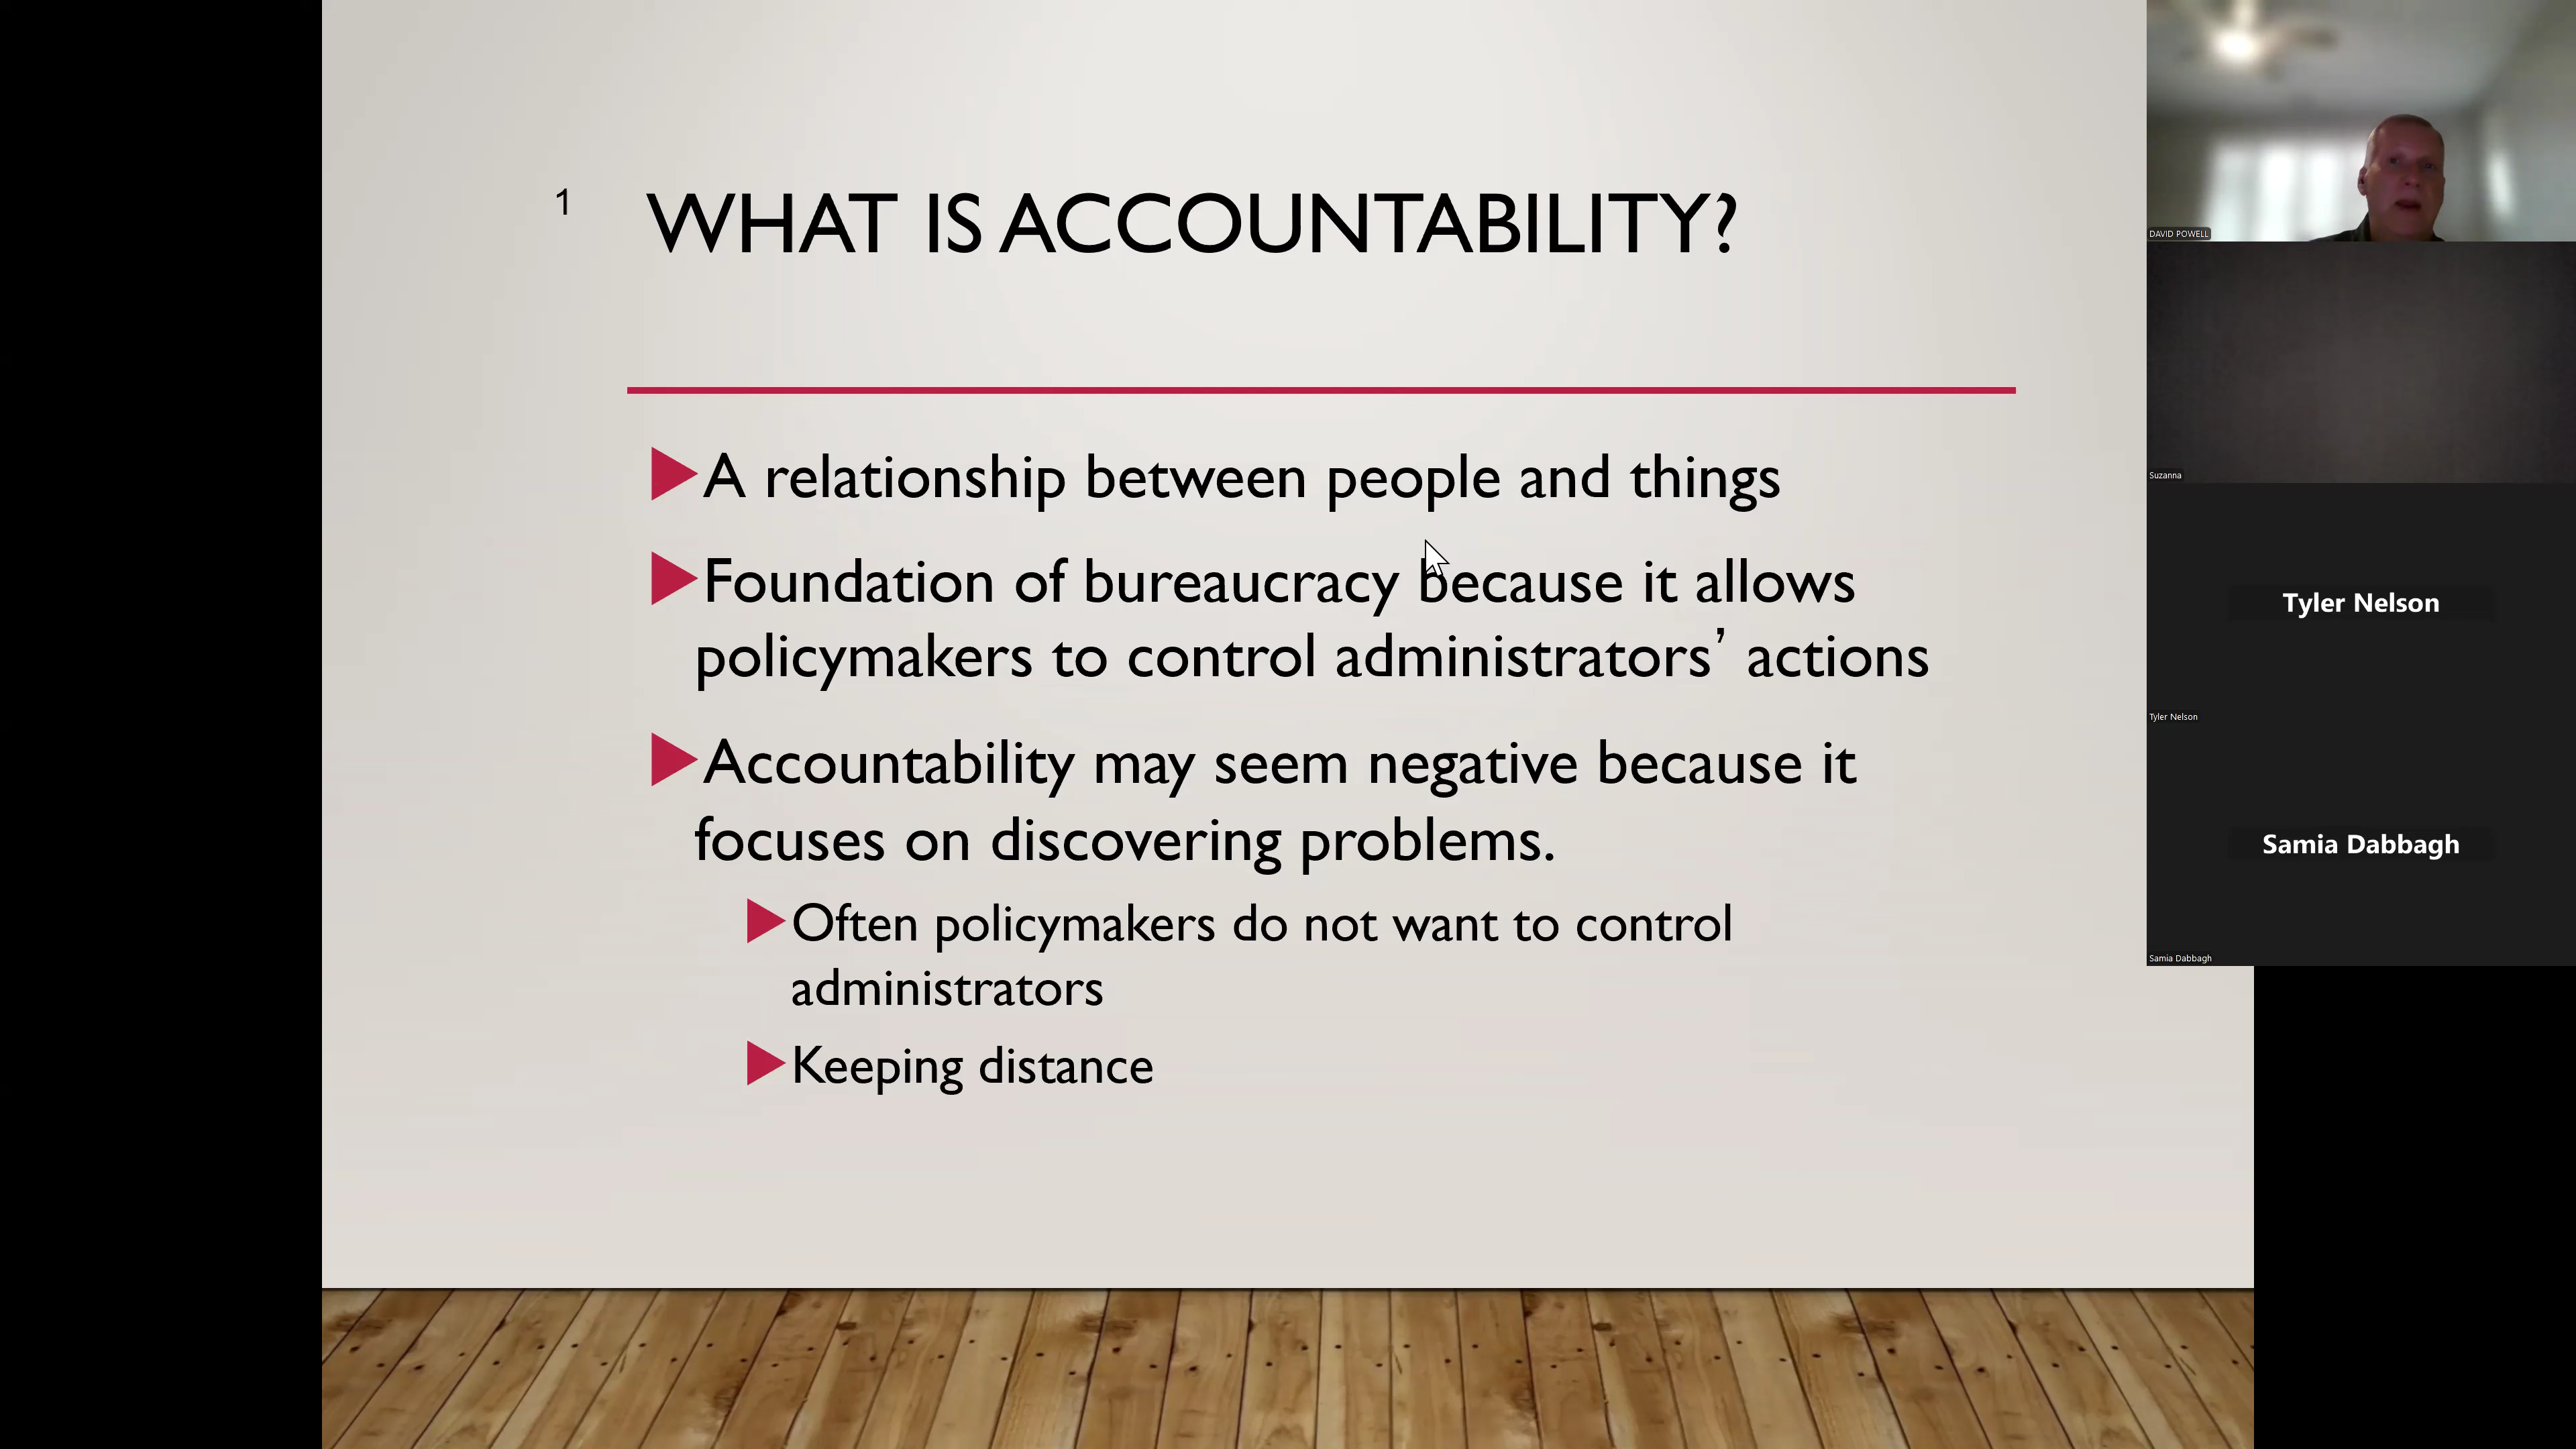 1
WHAT IS ACCOUNTABILITY?
A relationship between people and things
Foundation of bureaucracy because it allows
policymakers to control administrators’ actions
Accountability may seem negative because it
focuses on discovering problems.
Often policymakers do not want to control
administrators
Keeping distance
DAVID POWELL
Suzanna
Tyler Nelson
Tyler Nelson
Samia Dabbagh
Samia Dabbagh